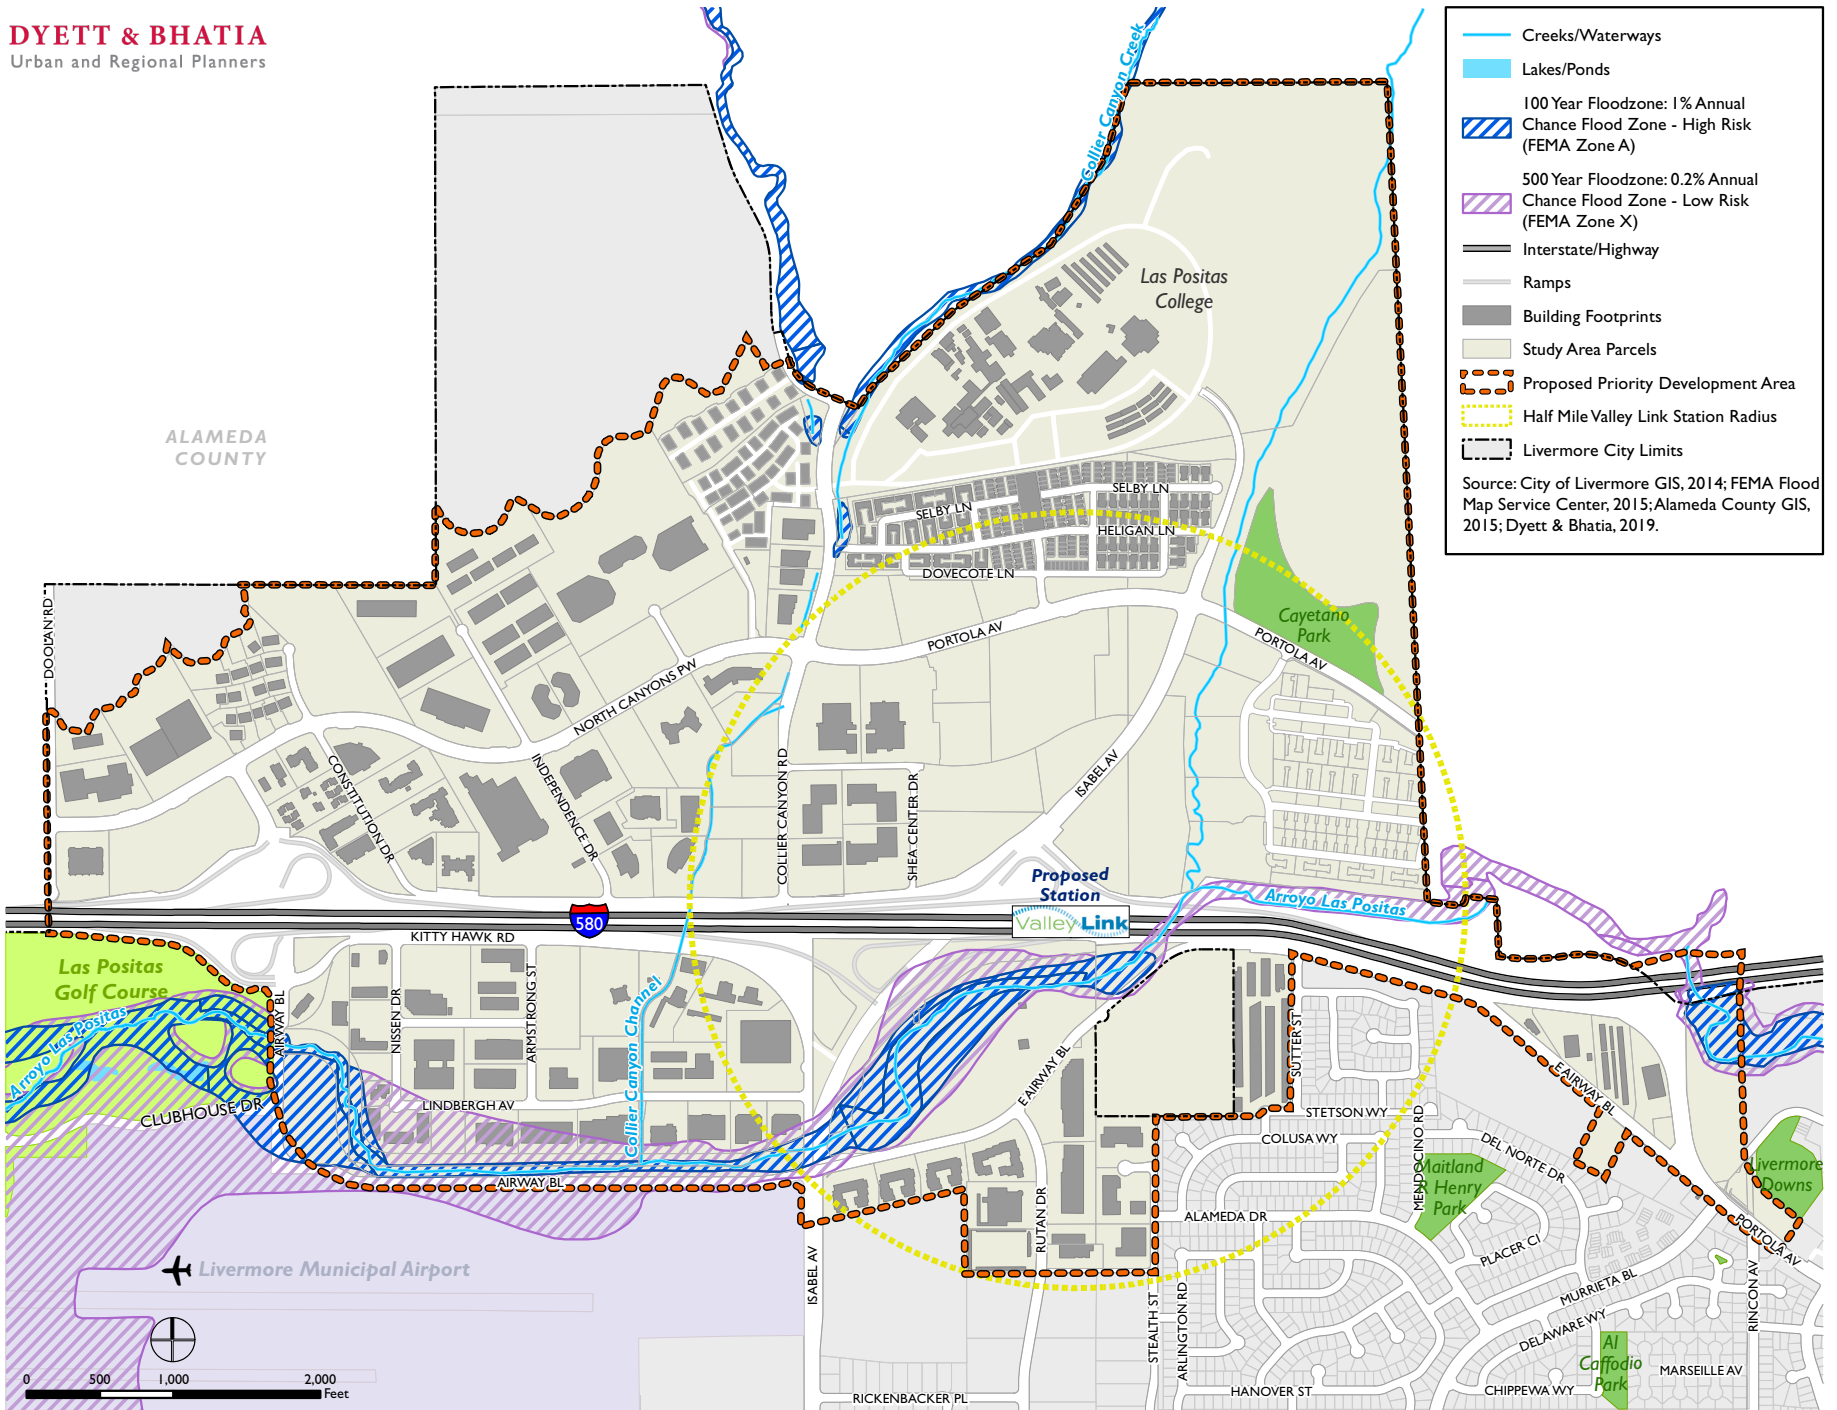 DYETT & BHATIA
Urban and Regional Planners
Creeks/Waterways
Lakes/Ponds
100 Year Floodzone: 1% Annual
Chance Flood Zone - High Risk
(FEMA Zone A)
500 Year Floodzone: 0.2% Annual
Chance Flood Zone - Low Risk
(FEMA Zone X)
Interstate/Highway
Ramps
Building Footprints
Study Area Parcels
Proposed Priority Development Area
Half Mile Valley Link Station Radius
Livermore City Limits
Source: City of Livermore GIS, 2014; FEMA Flood
Map Service Center, 2015; Alameda County GIS,
2015; Dyett & Bhatia, 2019.
Collier Canyon Creek
Las Positas
College
ALAMEDA
COUNTY
SELBY LN
SELBY LN
HELIGAN LN
DOVECOTE LN
DOOLAN RD
Cayetano
Park
PORTOLA AV
PORTOLA AV
NORTH CANYONS PW
CONSTITUTION DR
INDEPENDENCE DR
COLLIER CANYON RD
SHEA CENTER DR
ISABEL AV
Proposed
Station
ValleyLink
Arroyo Las Positas
580
KITTY HAWK RD
Las Positas
Golf Course
Arroyo Las Positas
AIRWAY BL
NISSEN DR
ARMSTRONG ST
Collier Canyon Channel
E AIRWAY BL
SUTTER ST
E AIRWAY BL
CLUBHOUSE DR
LINDBERGH AV
STETSON WY
COLUSA WY
MENDOCINO RD
DEL NORTE DR
Maitland
R Henry
Park
Livermore
Downs
AIRWAY BL
ALAMEDA DR
RUTAN DR
PLACER CI
PORTOLA AV
Livermore Municipal Airport
ISABEL AV
STEALTH ST
ARLINGTON RD
MURRIETA BL
DELAWARE WY
RINCON AV
Al
Caffodio
Park
MARSEILLE AV
0 500 1,000 2,000
Feet
RICKENBACKER PL
HANOVER ST
CHIPPEWA WY